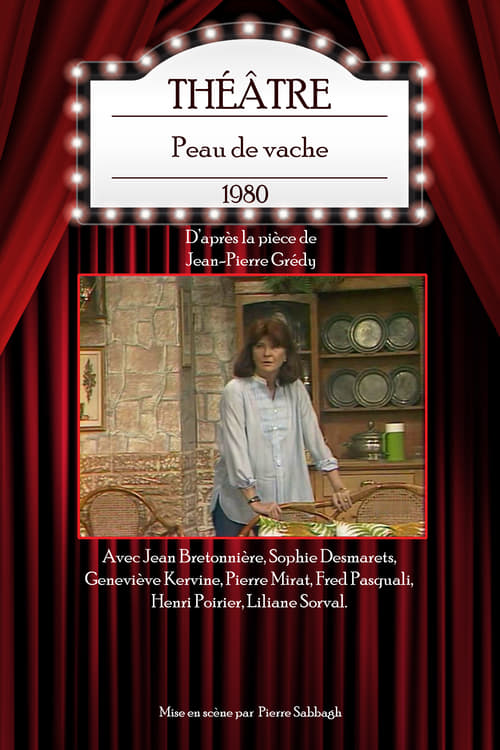 THÉÂTRE
Peau de vache
1980
D'après la pièce de
Jean-Pierre Grédy
Avec Jean Bretonnière, Sophie Desmarets,
Geneviève Kervine, Pierre Mirat, Fred Pasquali,
Henri Poirier, Liliane Sorval.
Mise en scène par Pierre Sabbagh